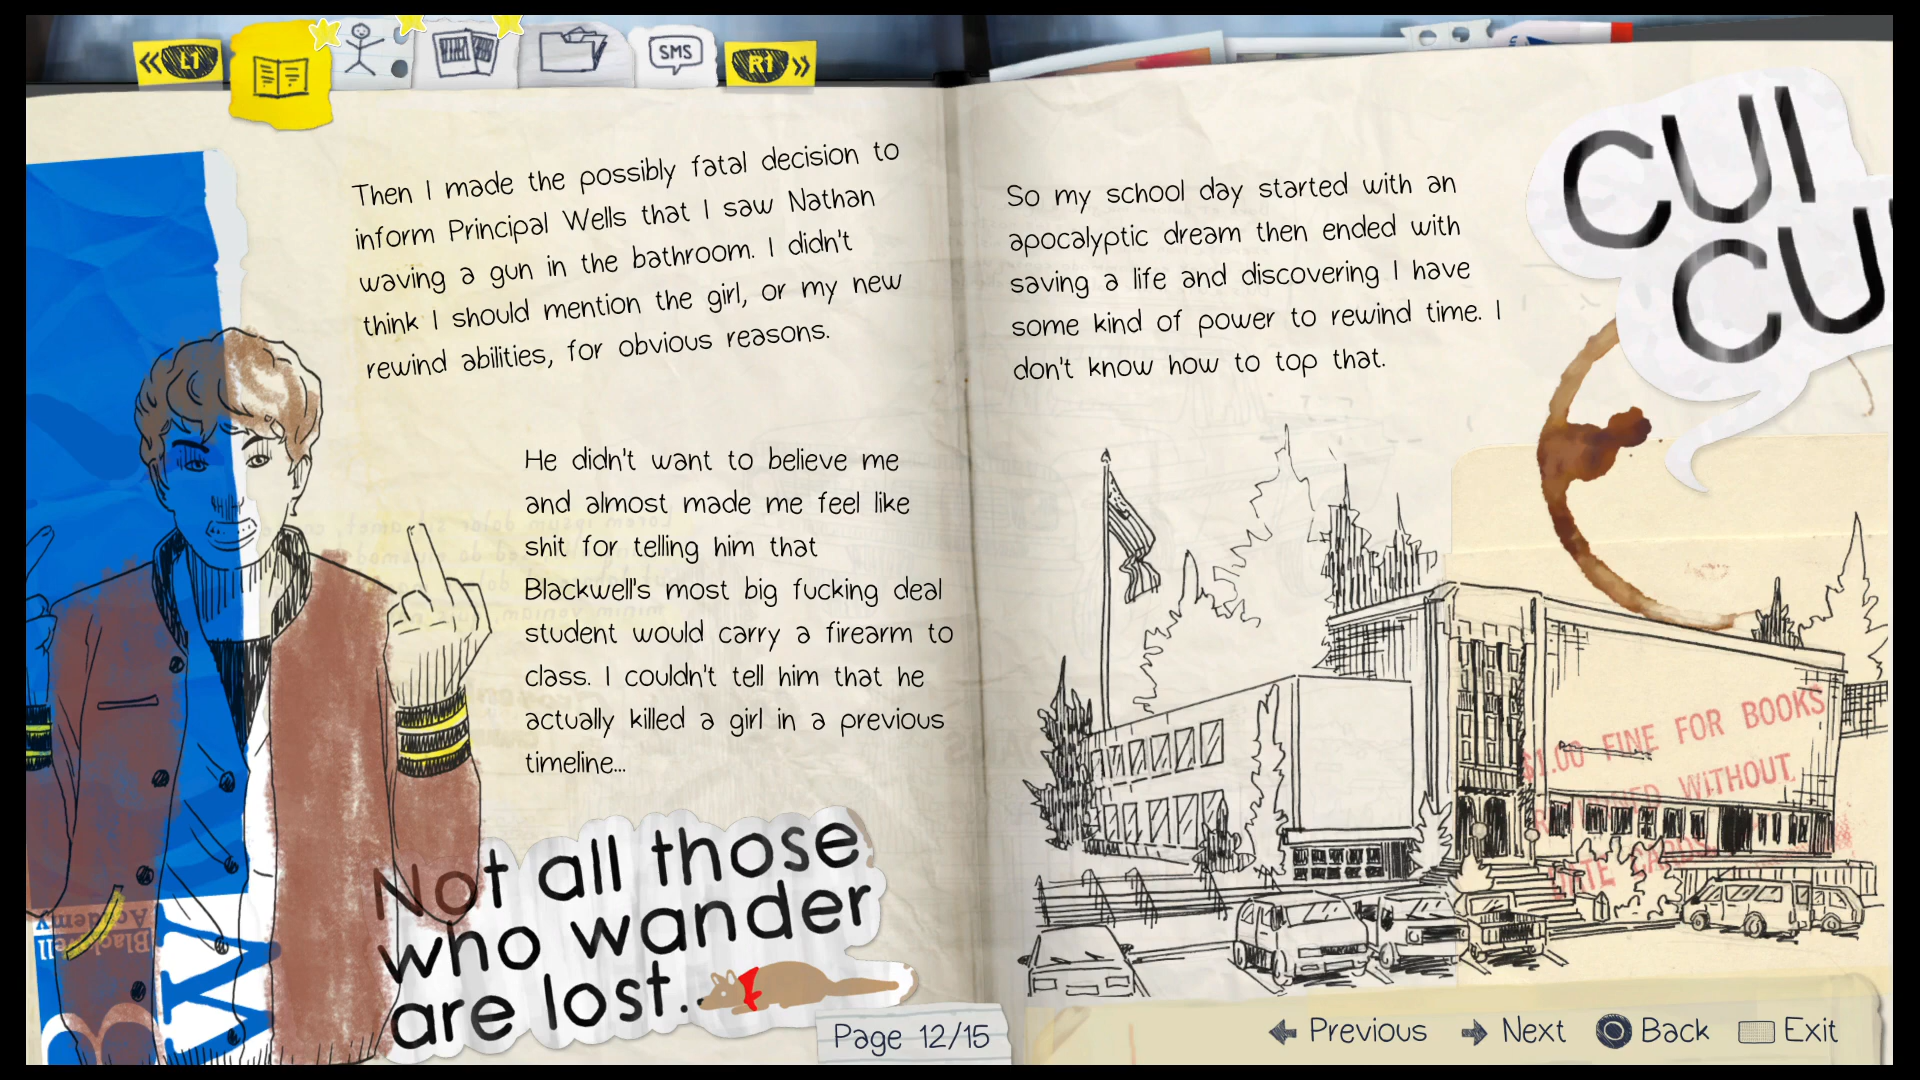 L1
SMS
R1
Then I made the possibly fatal decision to
inform Principal Wells that I saw Nathan
waving a gun in the bathroom. I didn't
think I should mention the girl, or my new
rewind abilities, for obvious reasons.
He didn't want to believe me
and almost made me feel like
shit for telling him that
Blackwell's most big fucking deal
student would carry a firearm to
class. I couldn't tell him that he
actually killed a girl in a previous
timeline...
Not all those
who wander
are lost.
Blackwell
Academy
So my school day started with an
apocalyptic dream then ended with
saving a life and discovering I have
some kind of power to rewind time. I
don't know how to top that.
CUI
CU
$1.00 FINE FOR BOOKS
WITHOUT
DATE CARDS
Page 12/15
Previous
Next
Back
Exit